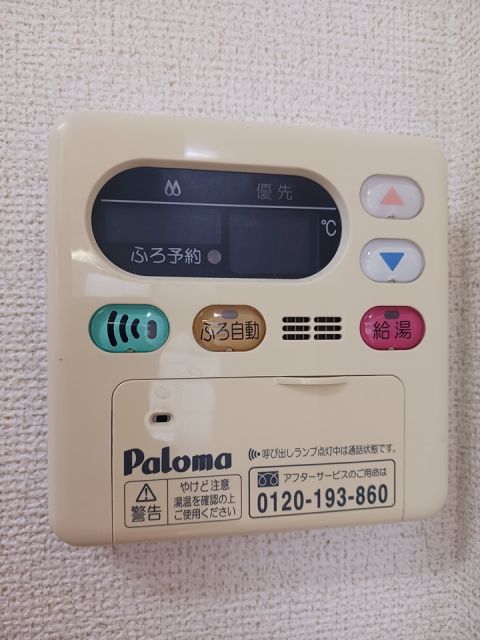 優先
℃
ふろ予約
ふろ自動
給湯
Paloma
呼び出しランプ点灯中は通話状態です。
警告
やけど注意
湯温を確認の上
ご使用ください
アフターサービスのご用命は
0120-193-860